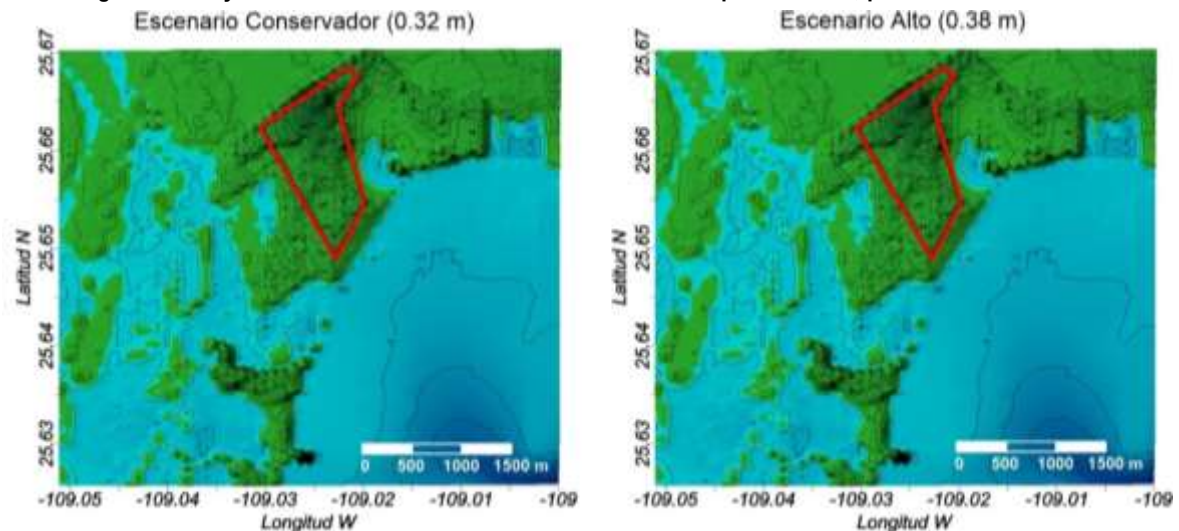 Escenario Conservador (0.32 m)
Escenario Alto (0.38 m)
25.67
25.66
25.65
25.64
25.63
Latitud N
0 500 1000 1500 m
-109.05 -109.04 -109.03 -109.02 -109.01 -109
Longitud W
25.67
25.66
25.65
25.64
25.63
Latitud N
0 500 1000 1500 m
-109.05 -109.04 -109.03 -109.02 -109.01 -109
Longitud W